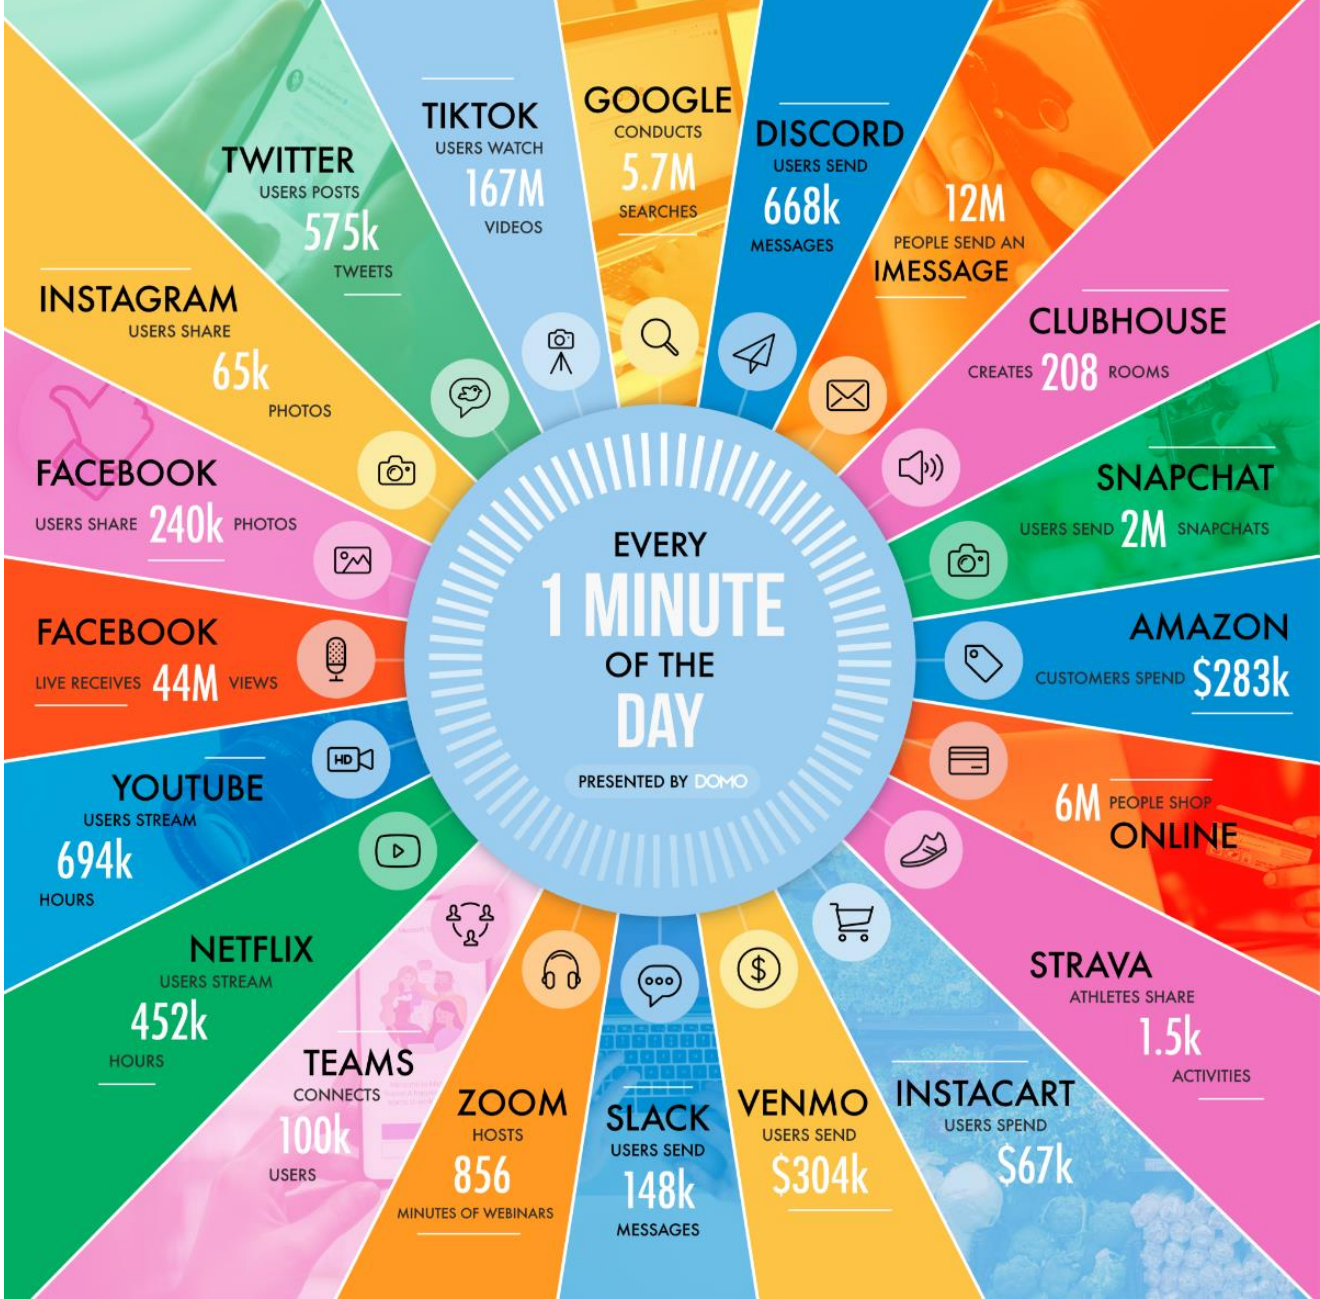 GOOGLE
CONDUCTS
5.7M
SEARCHES
DISCORD
USERS SEND
668k
MESSAGES
12M
PEOPLE SEND AN
IMESSAGE
CLUBHOUSE
CREATES 208 ROOMS
SNAPCHAT
USERS SEND 2M SNAPCHATS
AMAZON
CUSTOMERS SPEND $283k
6M PEOPLE SHOP
ONLINE
STRAVA
ATHLETES SHARE
1.5k
ACTIVITIES
INSTACART
USERS SPEND
$67k
VENMO
USERS SEND
$304k
SLACK
USERS SEND
148k
MESSAGES
ZOOM
HOSTS
856
MINUTES OF WEBINARS
TEAMS
CONNECTS
100k
USERS
NETFLIX
USERS STREAM
452k
HOURS
YOUTUBE
USERS STREAM
694k
HOURS
HD
FACEBOOK
LIVE RECEIVES 44M VIEWS
FACEBOOK
USERS SHARE 240k PHOTOS
INSTAGRAM
USERS SHARE
65k
PHOTOS
TWITTER
USERS POSTS
575k
TWEETS
TIKTOK
USERS WATCH
167M
VIDEOS
EVERY
1 MINUTE
OF THE
DAY
PRESENTED BY DOMO